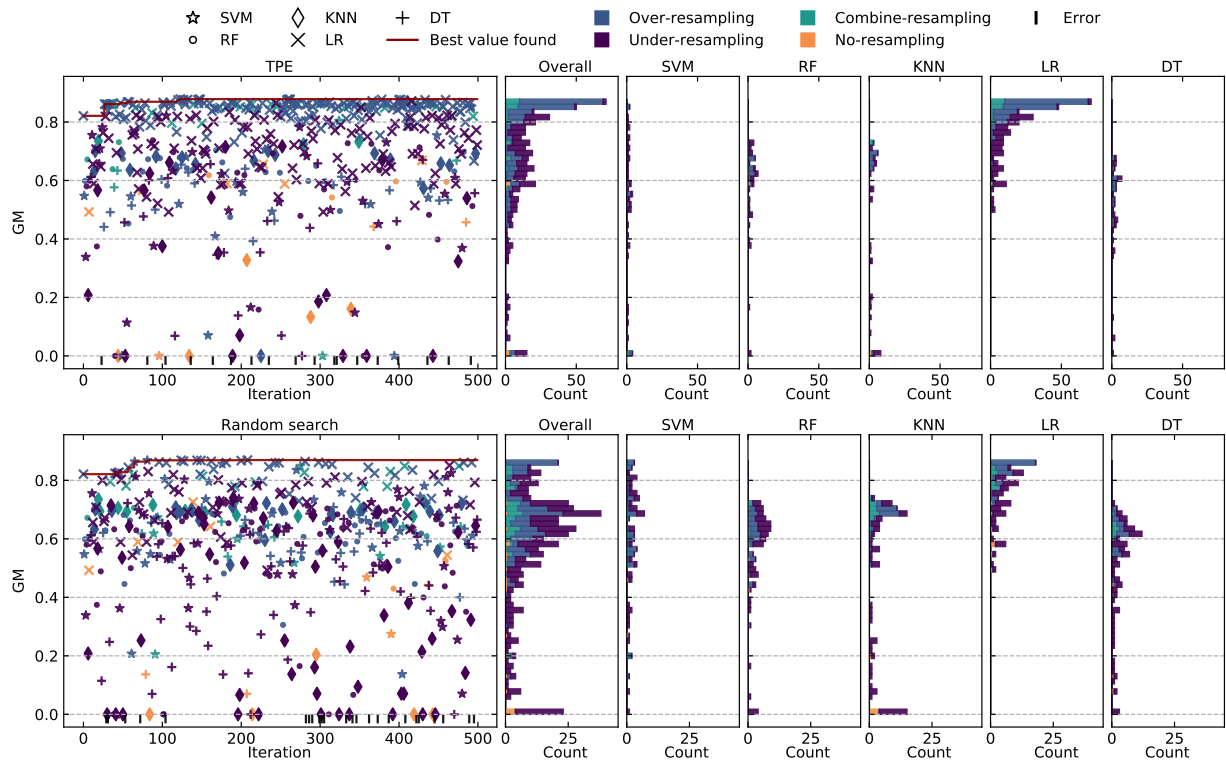 SVM KNN DT Over-resampling Combine-resampling Error
RF LR Best value found Under-resampling No-resampling
TPE Overall SVM RF KNN LR DT
GM
0.8
0.6
0.4
0.2
0.0
0 100 200 300 400 500 0 50 0 50 0 50 0 50 0 50 0 50
Iteration Count Count Count Count Count Count
Random search Overall SVM RF KNN LR DT
GM
0.8
0.6
0.4
0.2
0.0
0 100 200 300 400 500 0 25 0 25 0 25 0 25 0 25 0 25
Iteration Count Count Count Count Count Count